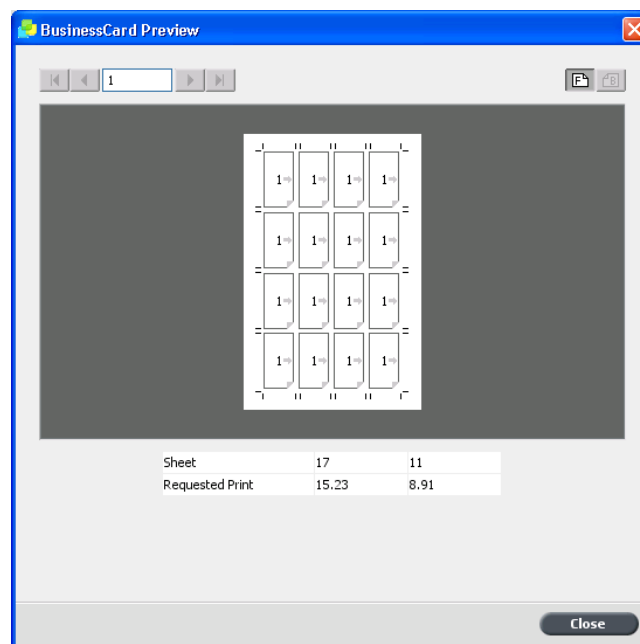 BusinessCard Preview
1
F B
1 1 1 1
1 1 1 1
1 1 1 1
1 1 1 1
Sheet 17 11
Requested Print 15.23 8.91
Close